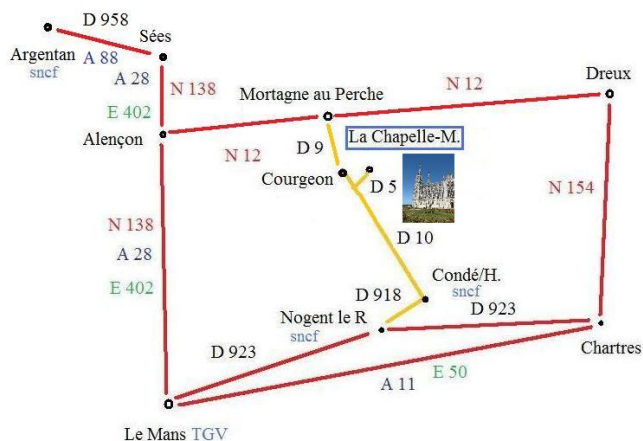 D 958
Sées
Argentan
sncf
A 88
A 28
N 138
E 402
Mortagne au Perche
N 12
Dreux
Alençon
N 12
D 9
La Chapelle-M.
Courgeon
D 5
N 154
N 138
A 28
E 402
D 10
Condé/H.
sncf
D 918
D 923
Nogent le R
sncf
D 923
Chartres
E 50
A 11
Le Mans TGV